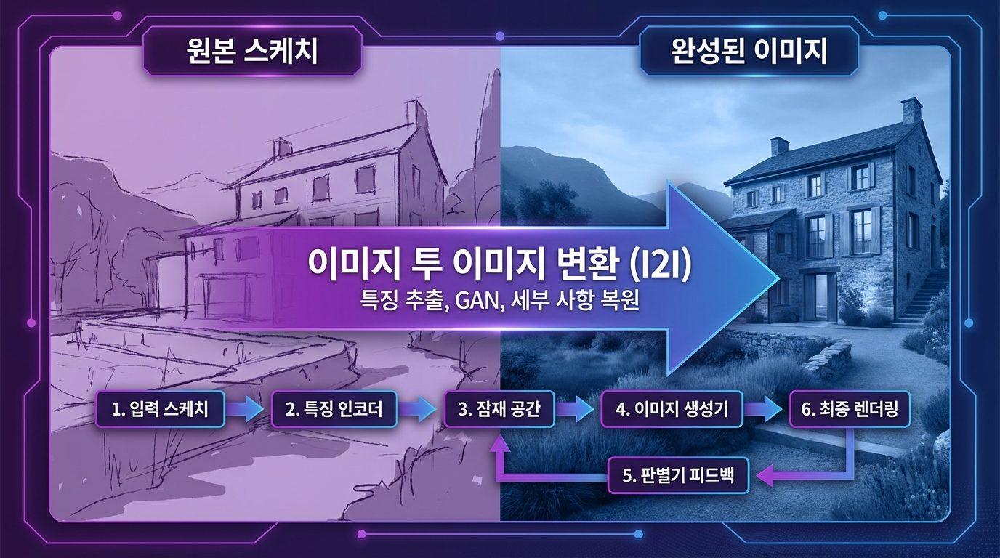 원본 스케치
완성된 이미지
이미지 투 이미지 변환 (I2I)
특징 추출, GAN, 세부 사항 복원
1. 입력 스케치
2. 특징 인코더
3. 잠재 공간
4. 이미지 생성기
6. 최종 렌더링
5. 판별기 피드백